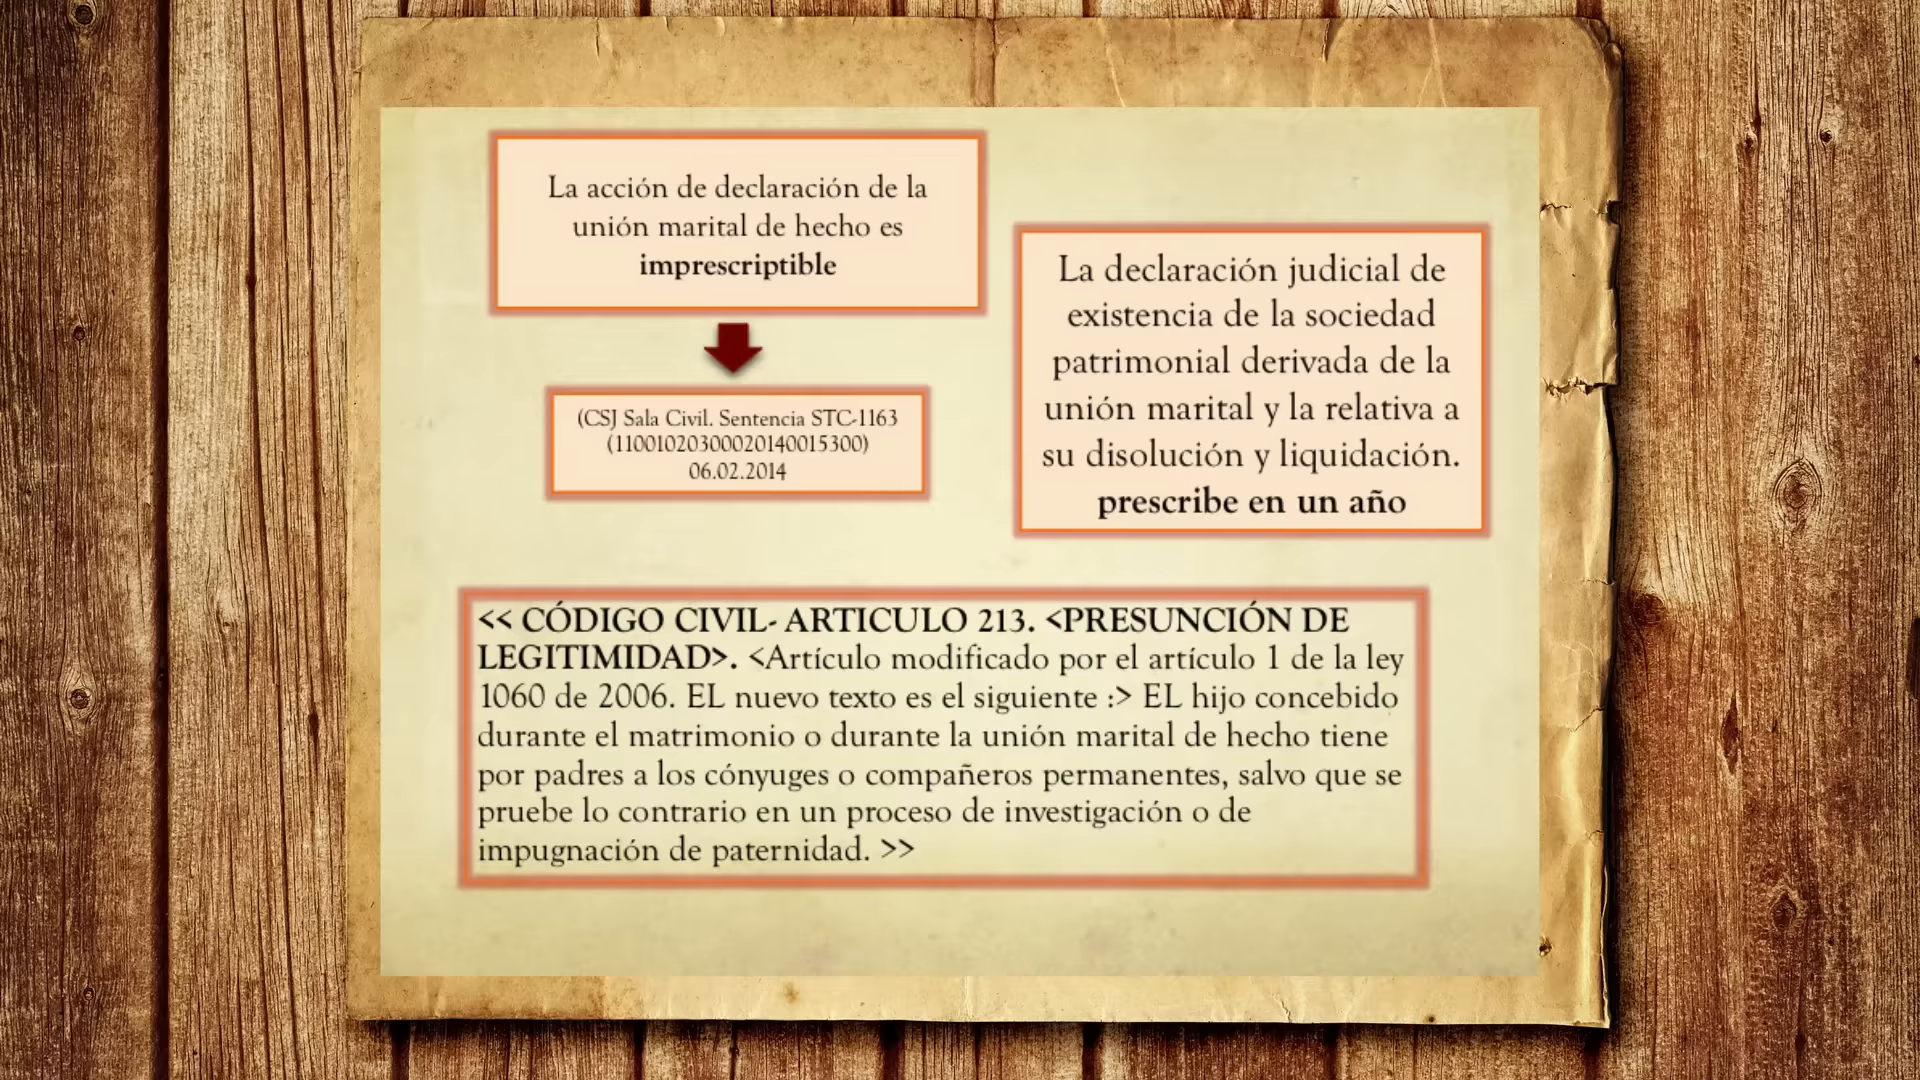 La acción de declaración de la
unión marital de hecho es
imprescriptible
(CSJ Sala Civil. Sentencia STC-1163
(11001020300020140015300)
06.02.2014
La declaración judicial de
existencia de la sociedad
patrimonial derivada de la
unión marital y la relativa a
su disolución y liquidación.
prescribe en un año
<< CÓDIGO CIVIL- ARTICULO 213. <PRESUNCIÓN DE
LEGITIMIDAD>. <Artículo modificado por el artículo 1 de la ley
1060 de 2006. EL nuevo texto es el siguiente :> EL hijo concebido
durante el matrimonio o durante la unión marital de hecho tiene
por padres a los cónyuges o compañeros permanentes, salvo que se
pruebe lo contrario en un proceso de investigación o de
impugnación de paternidad. >>